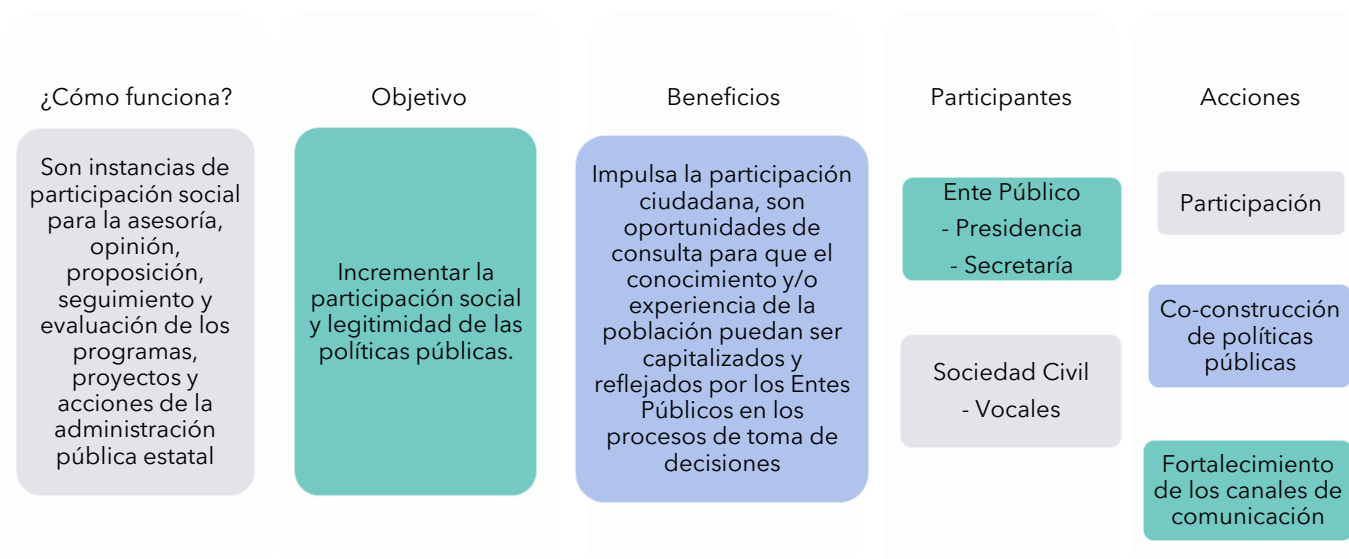 ¿Cómo funciona?
Son instancias de
participación social
para la asesoría,
opinión,
proposición,
seguimiento y
evaluación de los
programas,
proyectos y
acciones de la
administración
pública estatal
Objetivo
Incrementar la
participación social
y legitimidad de las
políticas públicas.
Beneficios
Impulsa la participación
ciudadana, son
oportunidades de
consulta para que el
conocimiento y/o
experiencia de la
población puedan ser
capitalizados y
reflejados por los Entes
Públicos en los
procesos de toma de
decisiones
Participantes
Ente Público
- Presidencia
- Secretaría
Sociedad Civil
- Vocales
Acciones
Participación
Co-construcción
de políticas
públicas
Fortalecimiento
de los canales de
comunicación